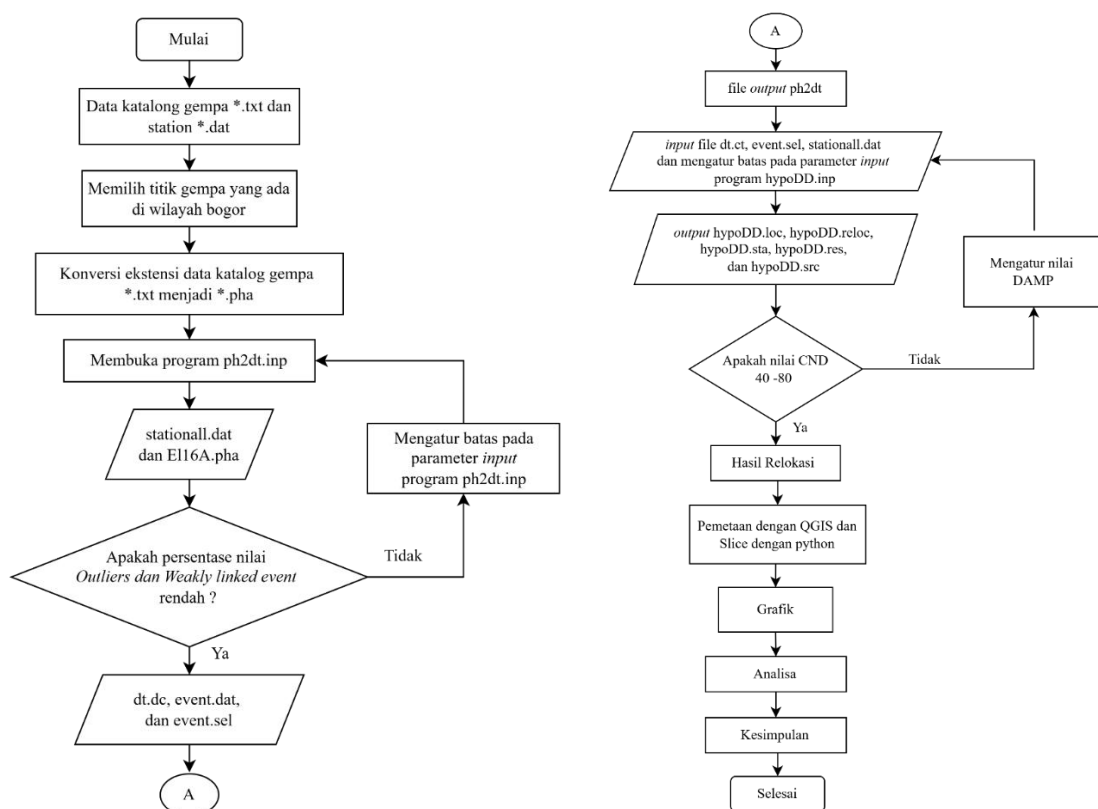 Mulai
Data katalong gempa *.txt dan
station *.dat
Memilih titik gempa yang ada
di wilayah bogor
Konversi ekstensi data katalog gempa
*.txt menjadi *.pha
Membuka program ph2dt.inp
stationall.dat
dan El16A.pha
Mengatur batas pada
parameter input
program ph2dt.inp
Apakah persentase nilai
Outliers dan Weakly linked event
rendah ?
Tidak
Ya
dt.dc, event.dat,
dan event.sel
A
A
file output ph2dt
input file dt.ct, event.sel, stationall.dat
dan mengatur batas pada parameter input
program hypoDD.inp
output hypoDD.loc, hypoDD.reloc,
hypoDD.sta, hypoDD.res,
dan hypoDD.src
Mengatur nilai
DAMP
Apakah nilai CND
40 -80
Tidak
Ya
Hasil Relokasi
Pemetaan dengan QGIS dan
Slice dengan python
Grafik
Analisa
Kesimpulan
Selesai